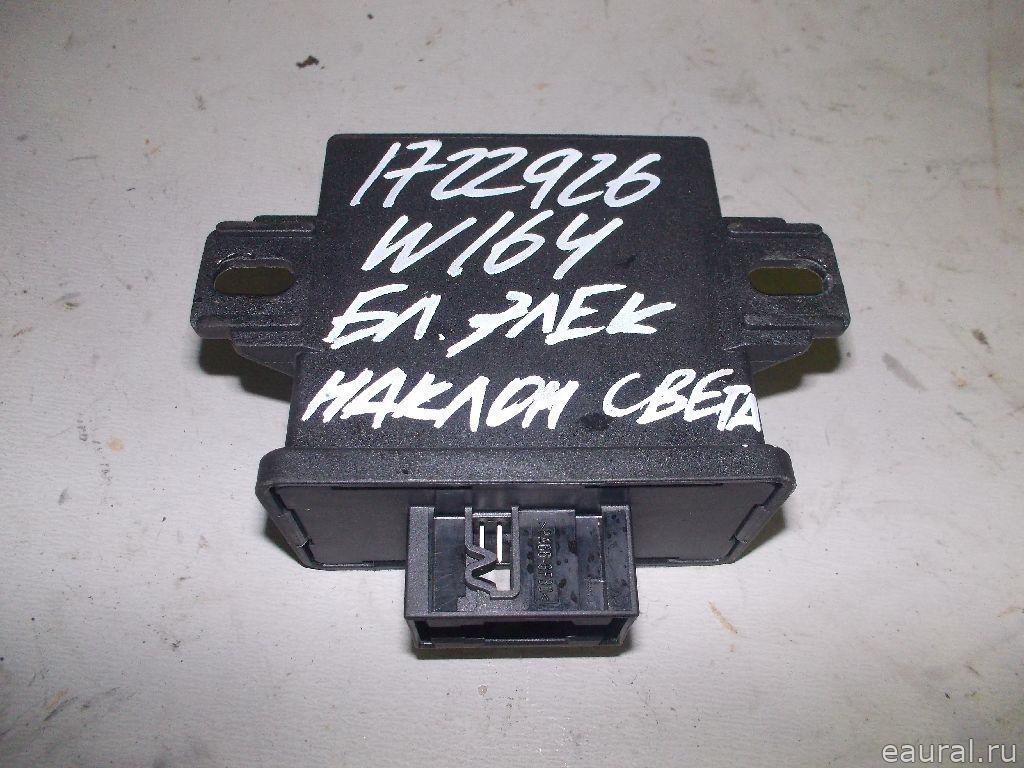 1722926
W164
БЛ. ЭЛЕК
НАКЛОН СВЕТА
eaural.ru